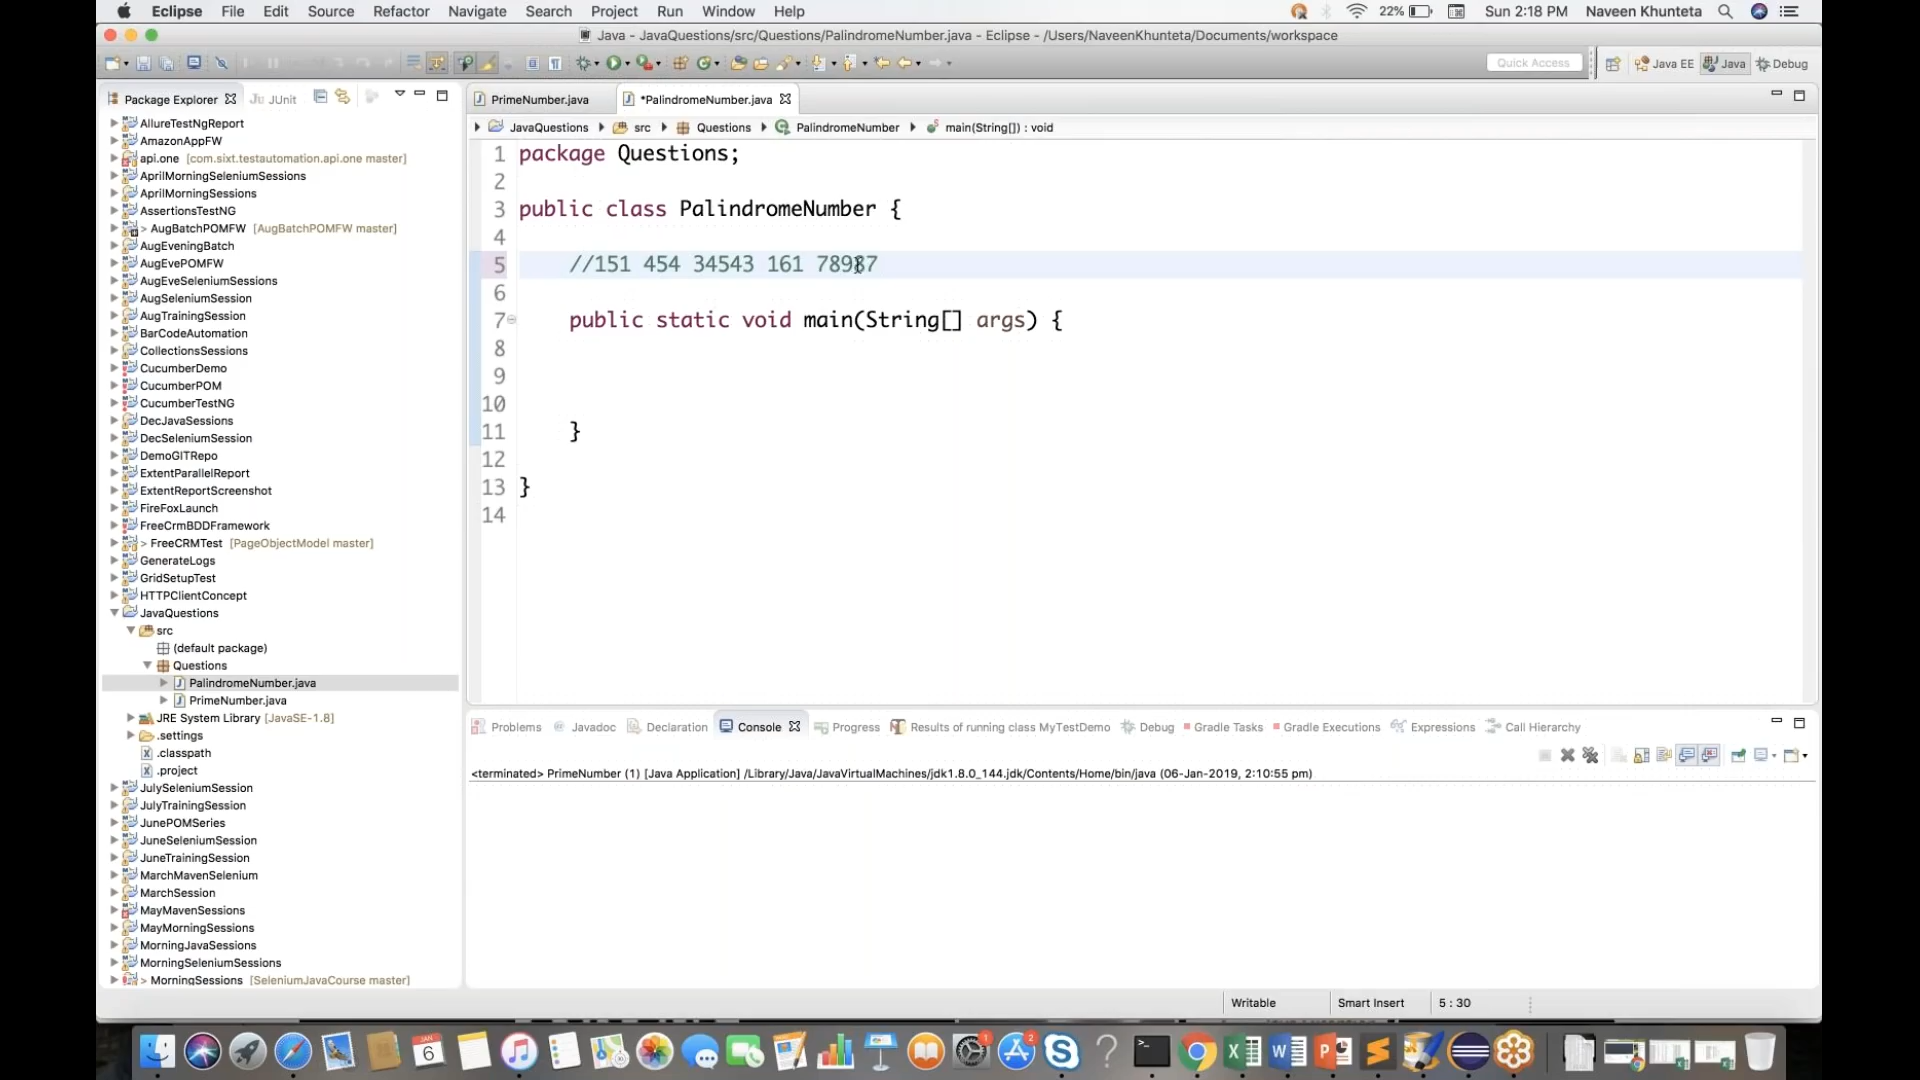 Eclipse File Edit Source Refactor Navigate Search Project Run Window Help 22% Sun 2:18 PM Naveen Khunteta
Java - JavaQuestions/src/Questions/PalindromeNumber.java - Eclipse - /Users/NaveenKhunteta/Documents/workspace
Quick Access Java EE Java Debug
Package Explorer JUnit
AllureTestNgReport
AmazonAppFW
api.one [com.sixt.testautomation.api.one master]
AprilMorningSeleniumSessions
AprilMorningSessions
AssertionsTestNG
> AugBatchPOMFW [AugBatchPOMFW master]
AugEveningBatch
AugEvePOMFW
AugEveSeleniumSessions
AugSeleniumSession
AugTrainingSession
BarCodeAutomation
CollectionsSessions
CucumberDemo
CucumberPOM
CucumberTestNG
DecJavaSessions
DecSeleniumSession
DemoGITRepo
ExtentParallelReport
ExtentReportScreenshot
FireFoxLaunch
FreeCrmBDDFramework
> FreeCRMTest [PageObjectModel master]
GenerateLogs
GridSetupTest
HTTPClientConcept
JavaQuestions
src
(default package)
Questions
PalindromeNumber.java
PrimeNumber.java
JRE System Library [JavaSE-1.8]
.settings
.classpath
.project
JulySeleniumSession
JulyTrainingSession
JunePOMSeries
JuneSeleniumSession
JuneTrainingSession
MarchMavenSelenium
MarchSession
MayMavenSessions
MayMorningSessions
MorningJavaSessions
MorningSeleniumSessions
> MorningSessions [SeleniumJavaCourse master]
PrimeNumber.java *PalindromeNumber.java
JavaQuestions src Questions PalindromeNumber main(String[]) : void
1 package Questions;
2
3 public class PalindromeNumber {
4
5 //151 454 34543 161 78987
6
7 public static void main(String[] args) {
8
9
10
11 }
12
13 }
14
Problems Javadoc Declaration Console Progress Results of running class MyTestDemo Debug Gradle Tasks Gradle Executions Expressions Call Hierarchy
<terminated> PrimeNumber (1) [Java Application] /Library/Java/JavaVirtualMachines/jdk1.8.0_144.jdk/Contents/Home/bin/java (06-Jan-2019, 2:10:55 pm)
Writable Smart Insert 5 : 30
JAN
6
1
2